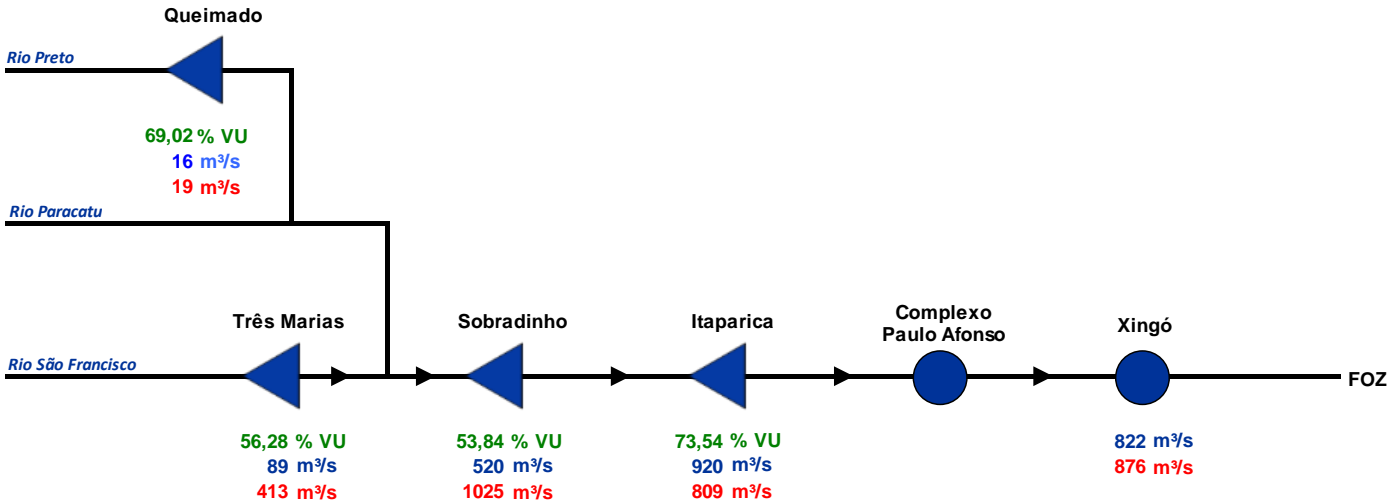 Queimado
Rio Preto
69,02 % VU
16 m³/s
19 m³/s
Rio Paracatu
Três Marias
Sobradinho
Itaparica
Complexo
Paulo Afonso
Xingó
Rio São Francisco
FOZ
56,28 % VU
89 m³/s
413 m³/s
53,84 % VU
520 m³/s
1025 m³/s
73,54 % VU
920 m³/s
809 m³/s
822 m³/s
876 m³/s